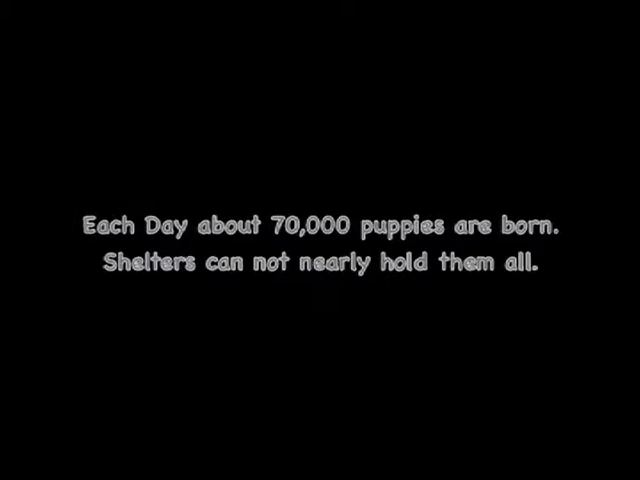 Each Day about 70,000 puppies are born.
Shelters can not nearly hold them all.